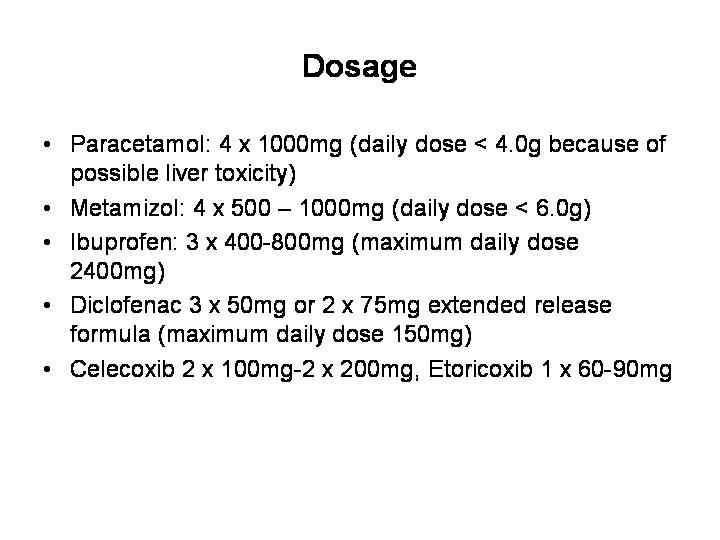 Dosage
• Paracetamol: 4 x 1000mg (daily dose < 4.0g because of
possible liver toxicity)
• Metamizol: 4 x 500 – 1000mg (daily dose < 6.0g)
• Ibuprofen: 3 x 400-800mg (maximum daily dose
2400mg)
• Diclofenac 3 x 50mg or 2 x 75mg extended release
formula (maximum daily dose 150mg)
• Celecoxib 2 x 100mg-2 x 200mg, Etoricoxib 1 x 60-90mg